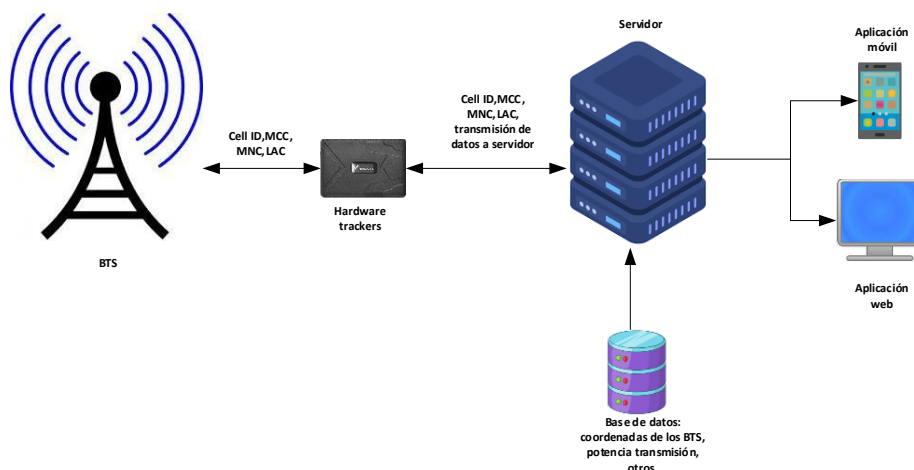 Servidor
Aplicación
móvil
Cell ID,MCC,
MNC,LAC,
transmisión de
datos a servidor
Cell ID,MCC,
MNC,LAC
Hardware
trackers
BTS
Aplicación
web
Base de datos:
coordenadas de los BTS,
potencia transmisión,
otros